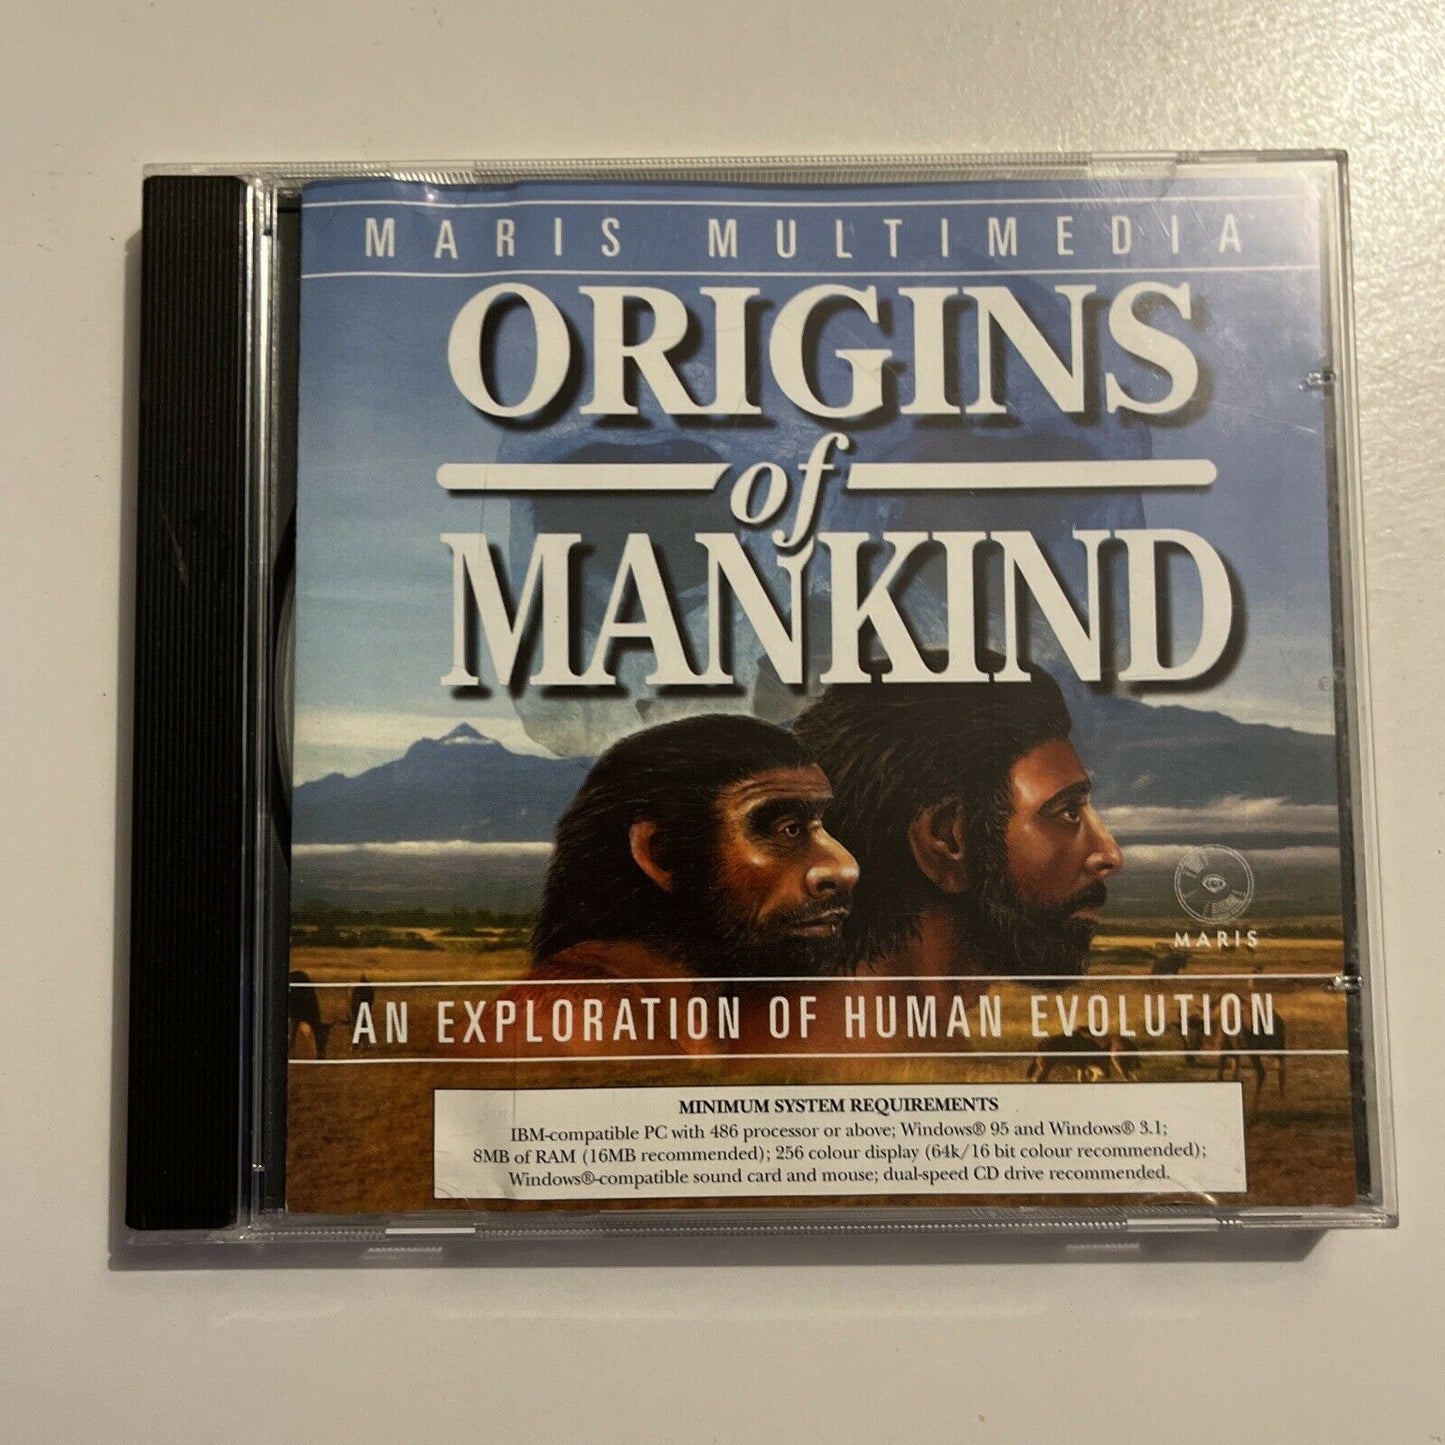 MARIS MULTIMEDIA
ORIGINS
of
MANKIND
MARIS
AN EXPLORATION OF HUMAN EVOLUTION
MINIMUM SYSTEM REQUIREMENTS
IBM-compatible PC with 486 processor or above; Windows® 95 and Windows® 3.1;
8MB of RAM (16MB recommended); 256 colour display (64k/16 bit colour recommended);
Windows®-compatible sound card and mouse; dual-speed CD drive recommended.